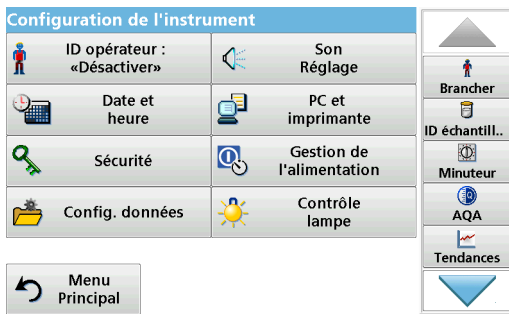 Configuration de l'instrument
ID opérateur :
«Désactiver»
Son
Réglage
Date et
heure
PC et
imprimante
Sécurité
Gestion de
l'alimentation
Config. données
Contrôle
lampe
Menu
Principal
Brancher
ID échantill..
Minuteur
AQA
Tendances